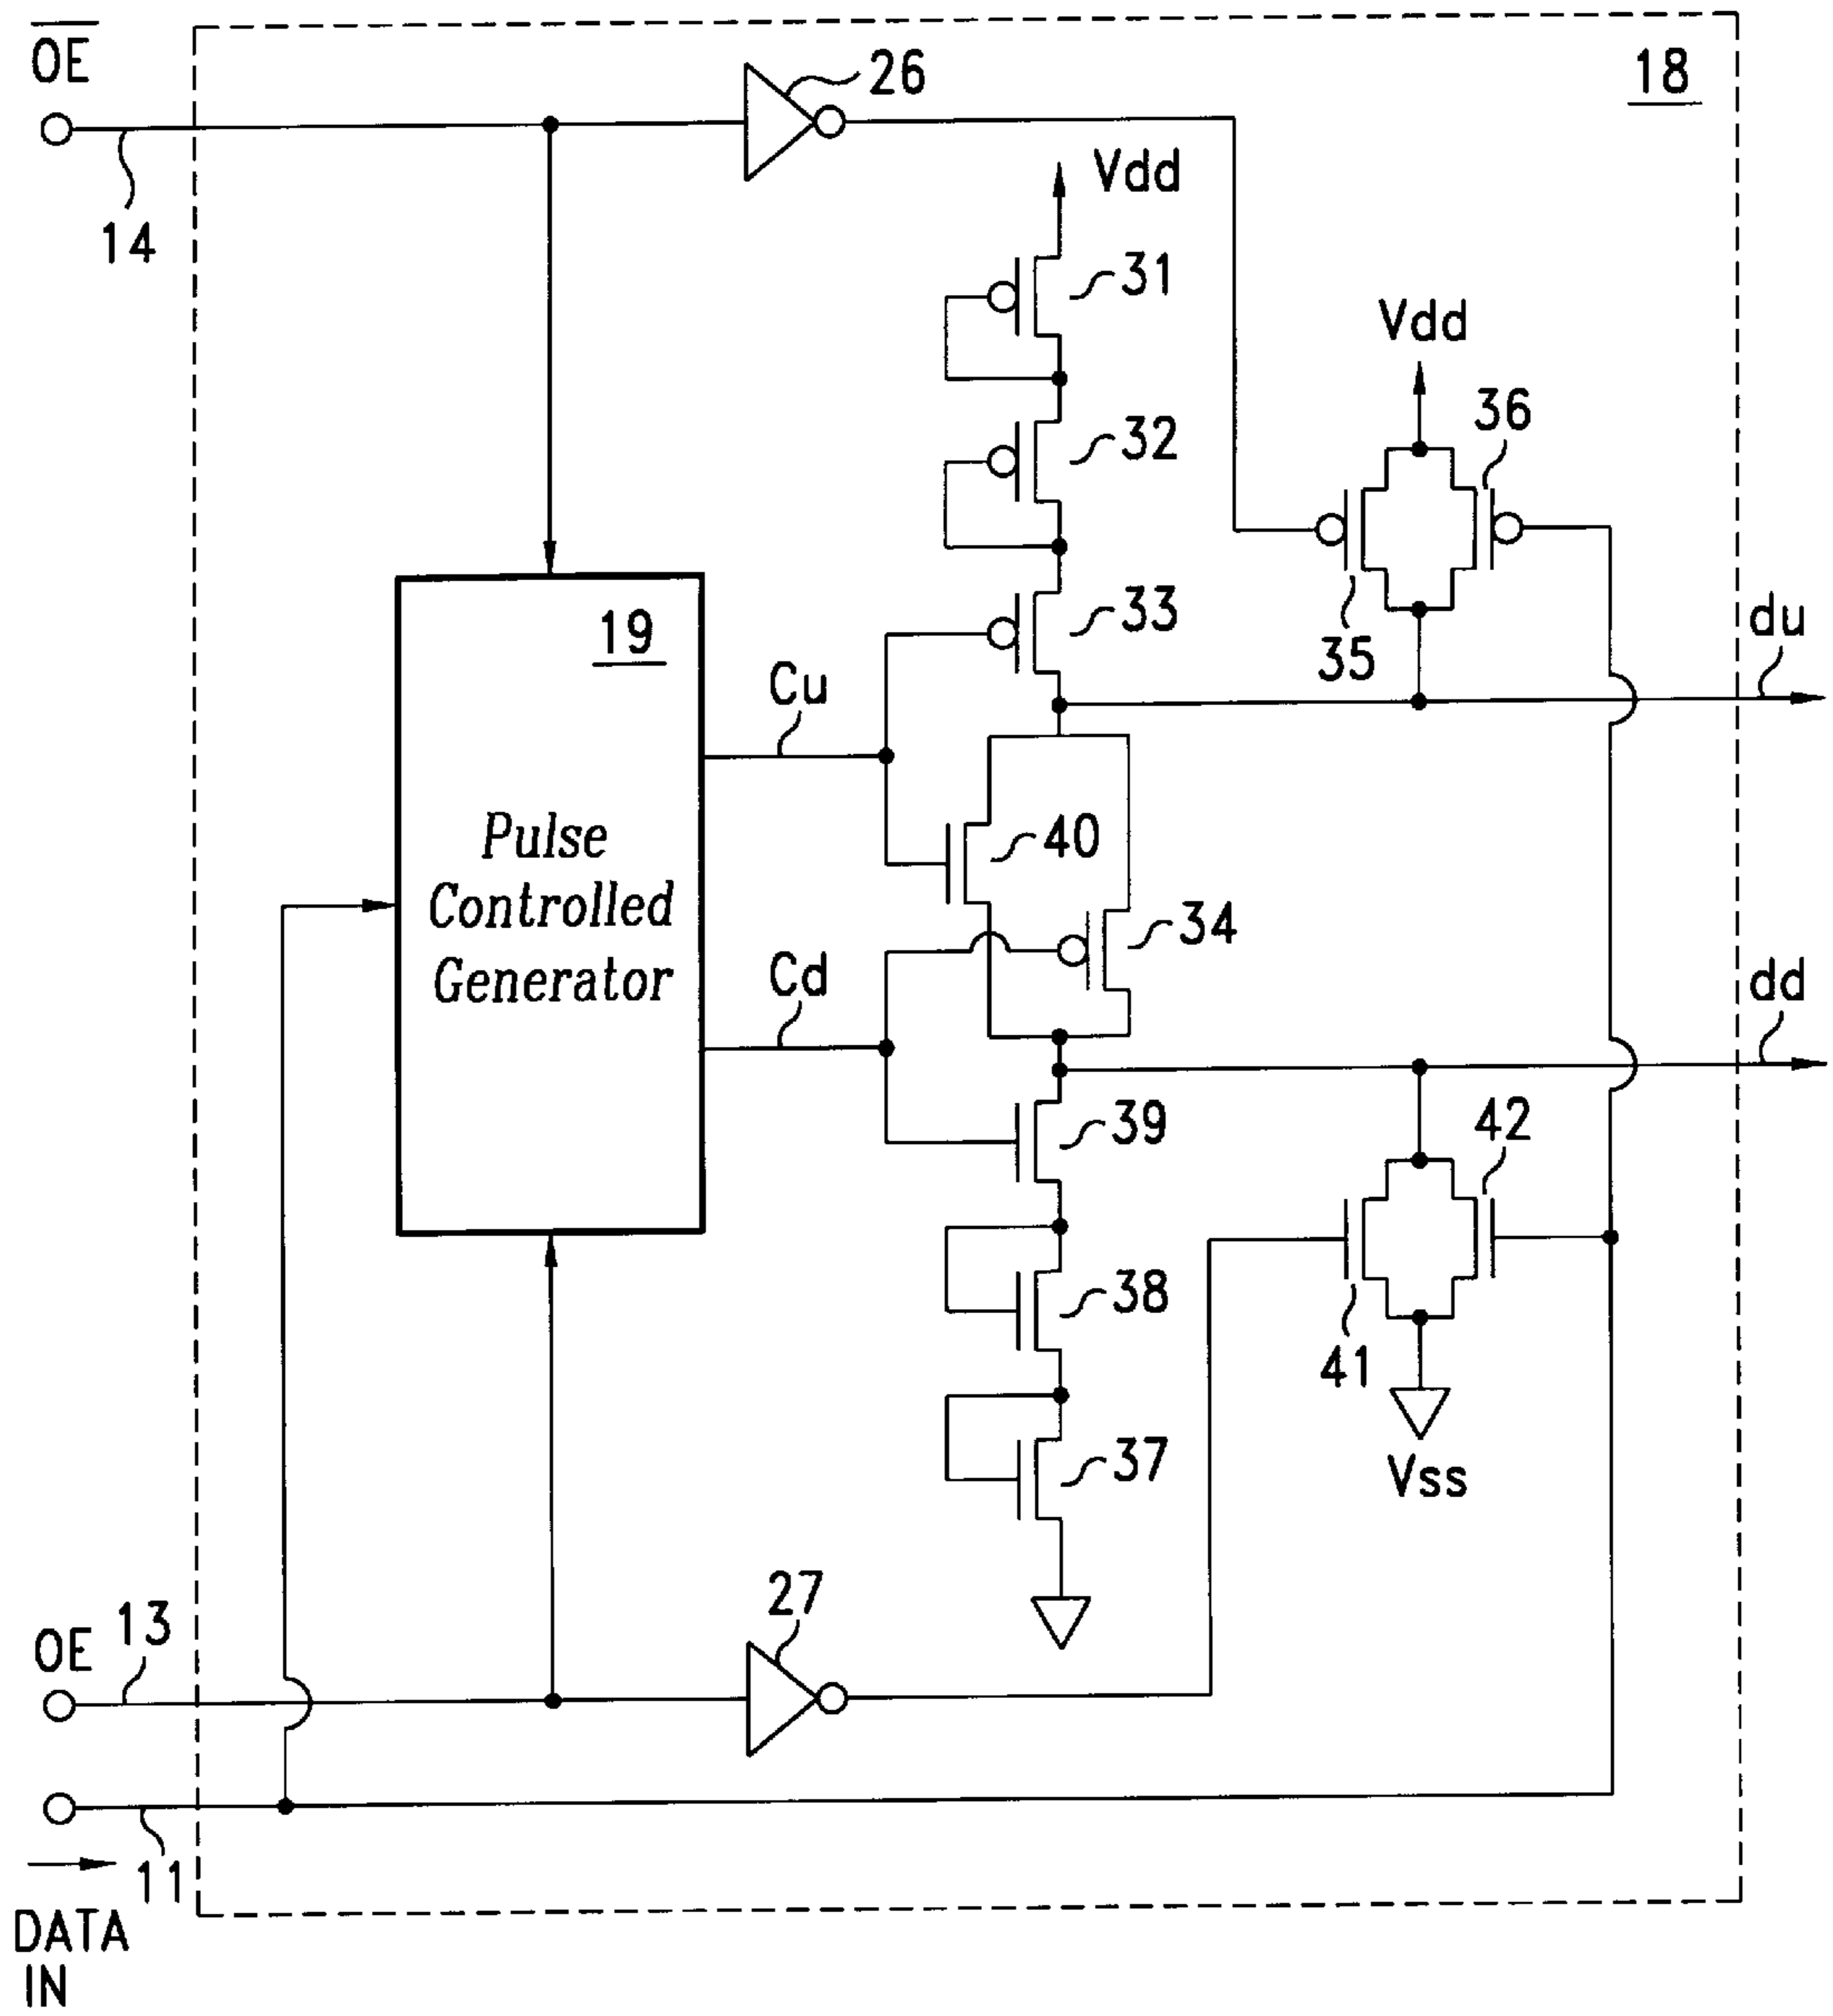 OE
18
26
14
Vdd
31
Vdd
36
32
33
19
35
du
Cu
Pulse
Controlled
Generator
40
34
Cd
dd
39
42
38
41
37
Vss
27
OE
13
11
DATA
IN